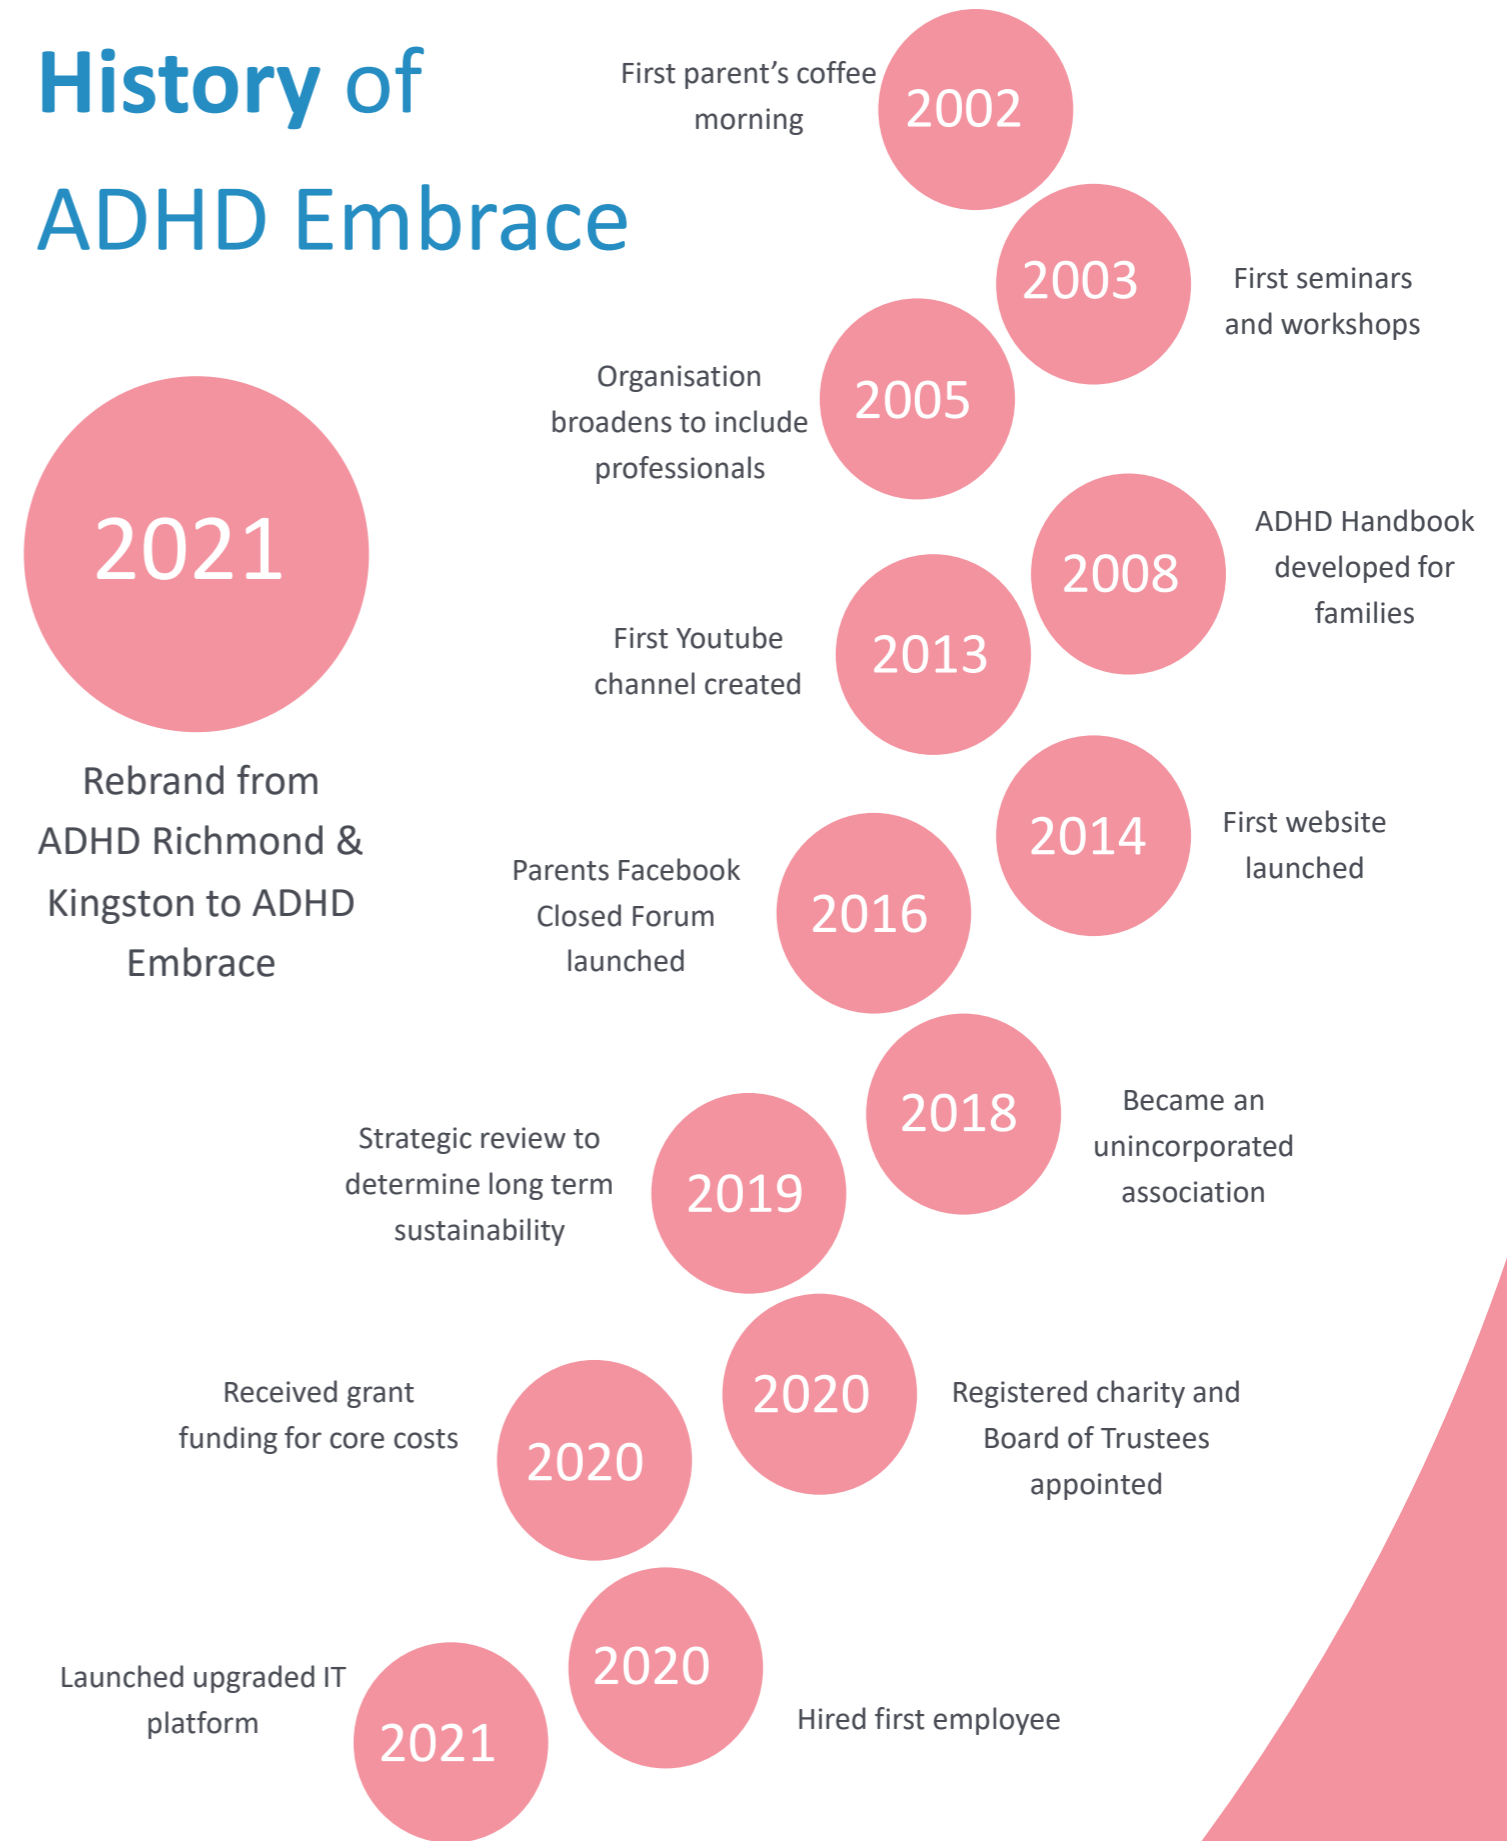 History of
ADHD Embrace
First parent’s coffee
morning
2002
2003
First seminars
and workshops
Organisation
broadens to include
professionals
2005
2008
ADHD Handbook
developed for
families
First Youtube
channel created
2013
2014
First website
launched
Parents Facebook
Closed Forum
launched
2016
2018
Became an
unincorporated
association
Strategic review to
determine long term
sustainability
2019
2020
Registered charity and
Board of Trustees
appointed
Received grant
funding for core costs
2020
2020
Hired first employee
Launched upgraded IT
platform
2021
2021
Rebrand from
ADHD Richmond &
Kingston to ADHD
Embrace